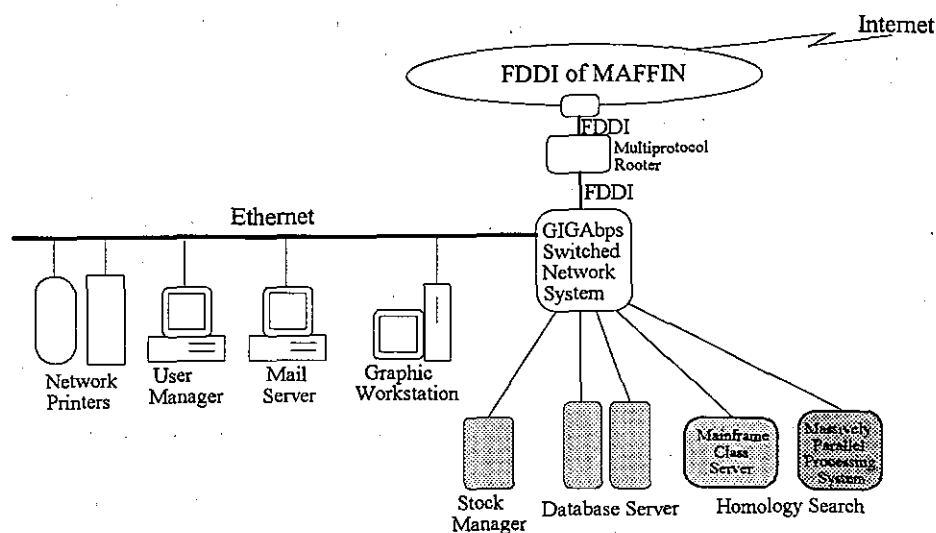 Internet
FDDI of MAFFIN
FDDI
Multiprotocol
Rooter
FDDI
Ethernet
GIGAbps
Switched
Network
System
Network
Printers
User
Manager
Mail
Server
Graphic
Workstation
Stock
Manager
Database Server
Mainframe
Class
Server
Massively
Parallel
Processing
System
Homology Search